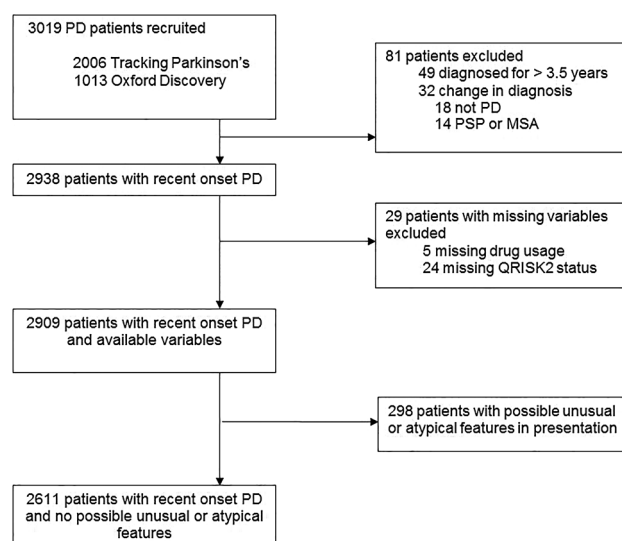 3019 PD patients recruited
2006 Tracking Parkinson's
1013 Oxford Discovery
81 patients excluded
49 diagnosed for > 3.5 years
32 change in diagnosis
18 not PD
14 PSP or MSA
2938 patients with recent onset PD
29 patients with missing variables
excluded
5 missing drug usage
24 missing QRISK2 status
2909 patients with recent onset PD
and available variables
298 patients with possible unusual
or atypical features in presentation
2611 patients with recent onset PD
and no possible unusual or atypical
features